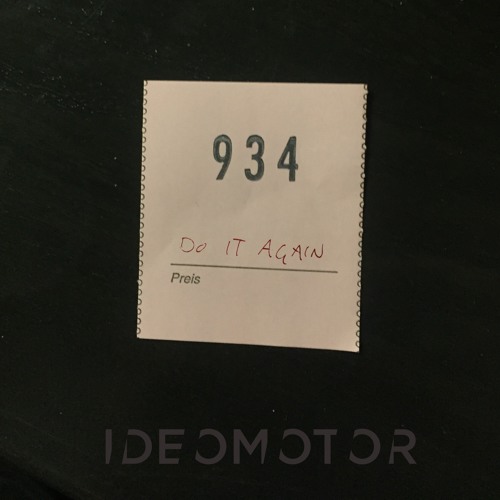 934
DO IT AGAIN
Preis
IDEOMOTOR